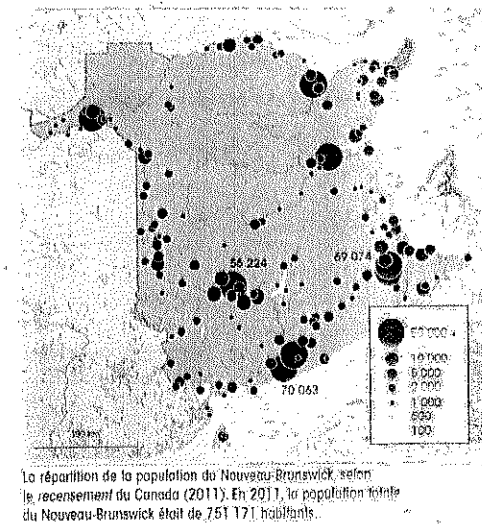 56 224
69 074
70 063
50 000
10 000
5 000
2 000
1 000
500
100
100 km
La répartition de la population du Nouveau-Brunswick, selon
le recensement du Canada (2011). En 2011, la population totale
du Nouveau-Brunswick était de 751 171 habitants.